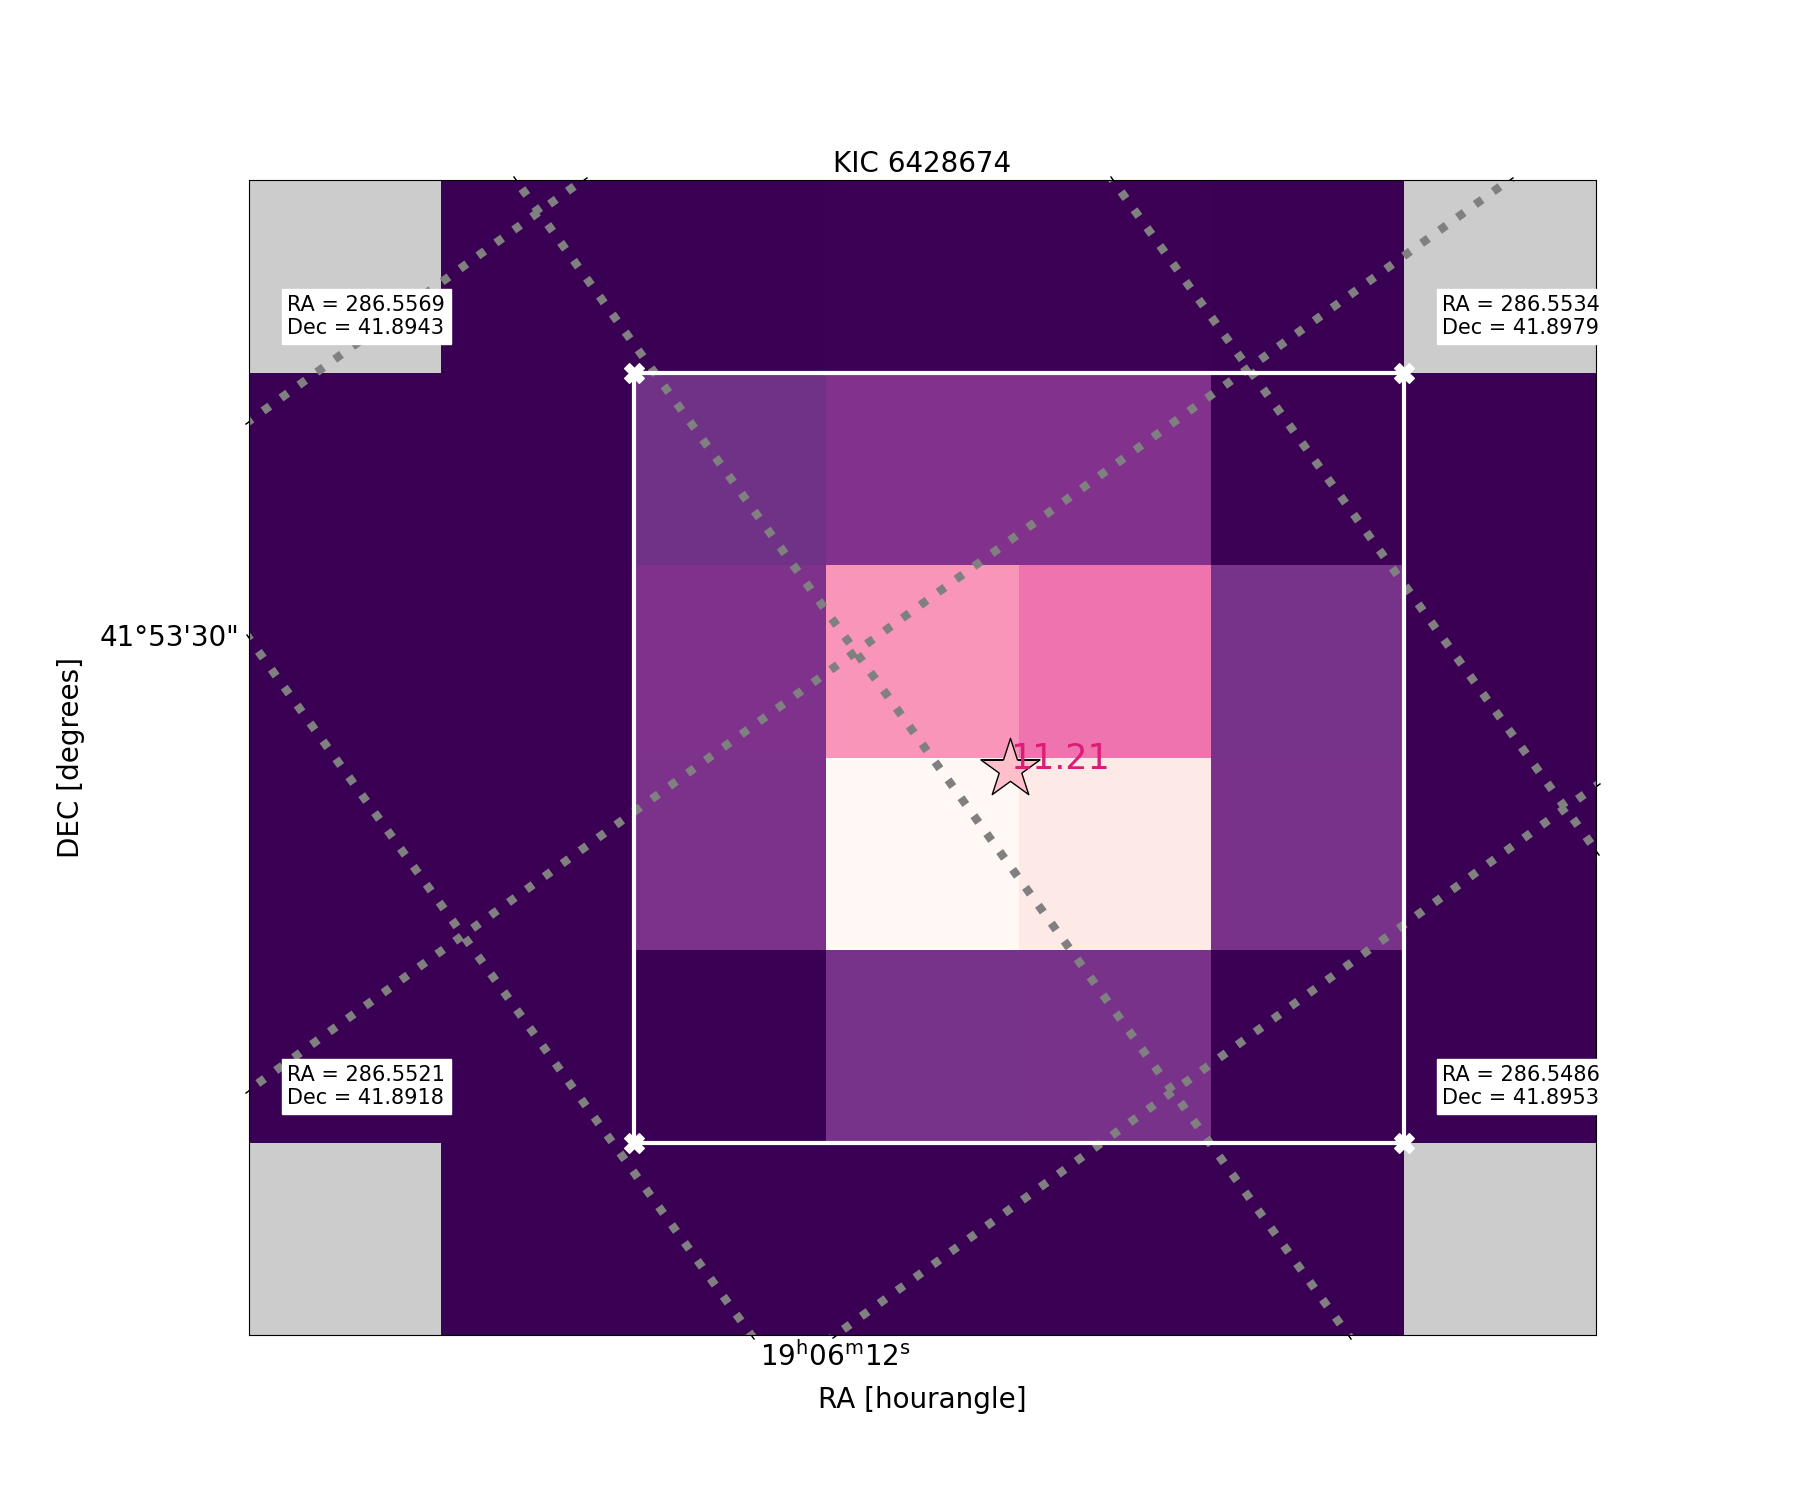 KIC 6428674
RA = 286.5569
Dec = 41.8943
RA = 286.5534
Dec = 41.8979
41°53'30"
11.21
DEC [degrees]
RA = 286.5521
Dec = 41.8918
RA = 286.5486
Dec = 41.8953
19ʰ06ᵐ12ˢ
RA [hourangle]